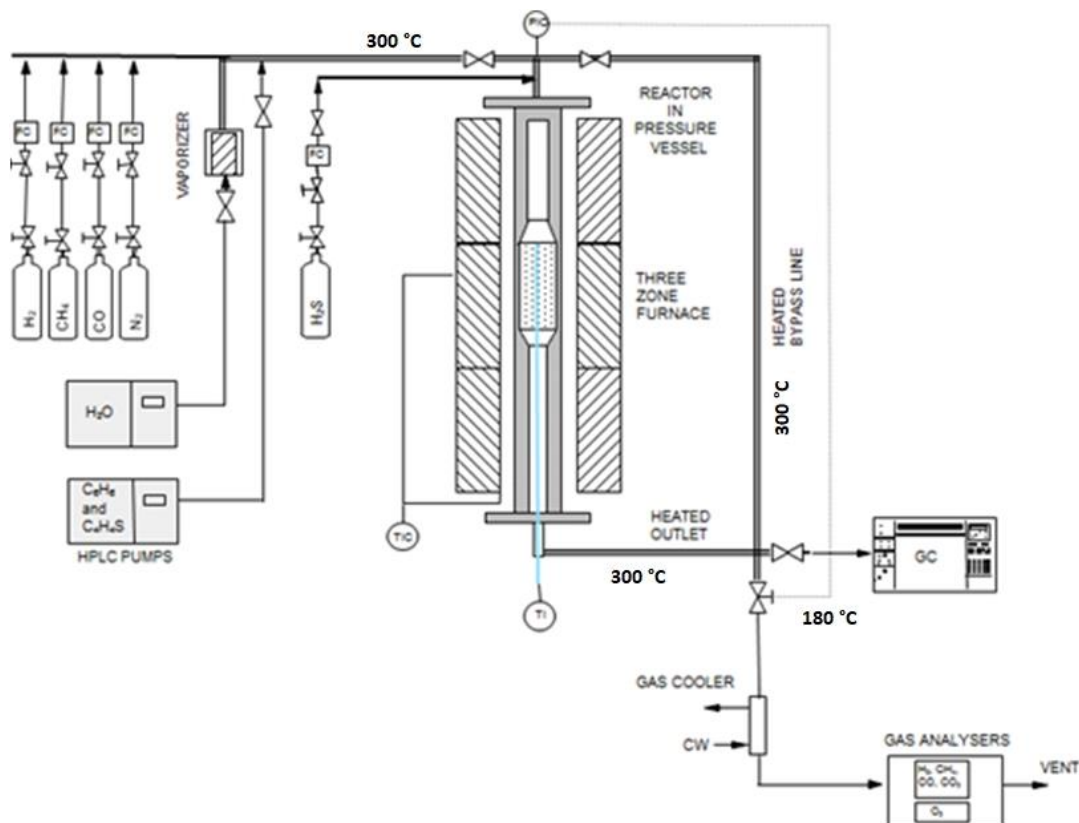 PIC
300 °C
REACTOR
IN
PRESSURE
VESSEL
VAPORIZER
FC
FC
FC
FC
FC
H₂
CH₄
CO
N₂
H₂S
THREE
ZONE
FURNACE
HEATED
BYPASS LINE
300 °C
H₂O
C₆H₆
and
C₄H₄S
HPLC PUMPS
TIC
HEATED
OUTLET
300 °C
GC
TI
180 °C
GAS COOLER
CW
GAS ANALYSERS
H₂, CH₄,
CO, CO₂
O₂
VENT